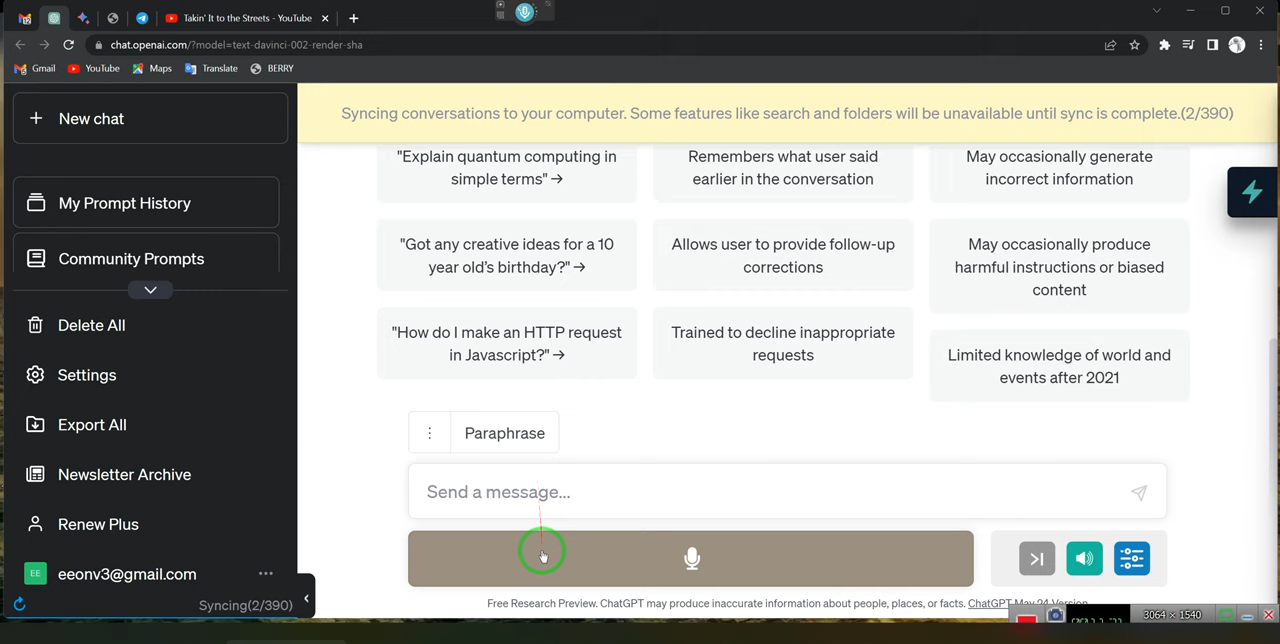 Takin' It to the Streets - YouTube
chat.openai.com/?model=text-davinci-002-render-sha
Gmail
YouTube
Maps
Translate
BERRY
Syncing conversations to your computer. Some features like search and folders will be unavailable until sync is complete.(2/390)
New chat
My Prompt History
Community Prompts
Delete All
Settings
Export All
Newsletter Archive
Renew Plus
EE
eeonv3@gmail.com
Syncing(2/390)
"Explain quantum computing in
simple terms" →
"Got any creative ideas for a 10
year old's birthday?" →
"How do I make an HTTP request
in Javascript?" →
Remembers what user said
earlier in the conversation
Allows user to provide follow-up
corrections
Trained to decline inappropriate
requests
May occasionally generate
incorrect information
May occasionally produce
harmful instructions or biased
content
Limited knowledge of world and
events after 2021
Paraphrase
Send a message...
Free Research Preview. ChatGPT may produce inaccurate information about people, places, or facts. ChatGPT May 24 Version
3064 x 1540